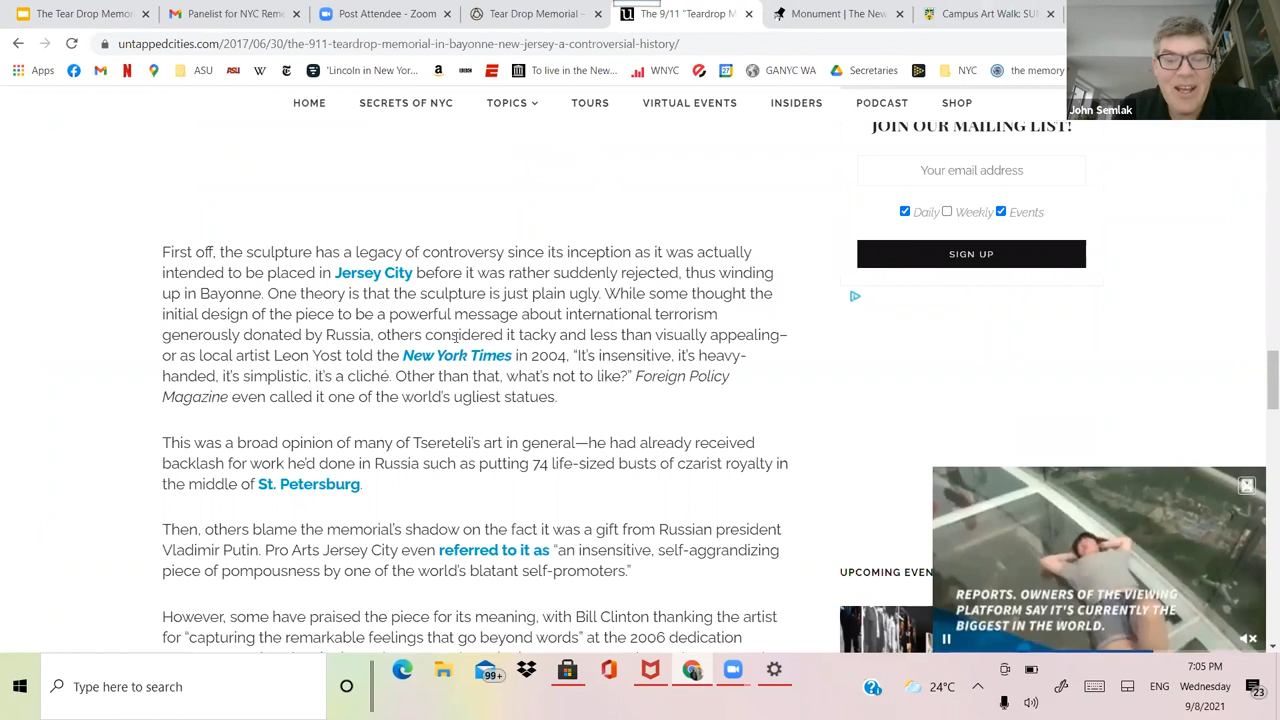 The Tear Drop Memorial
Panelist for NYC Reme
Post Attendee - Zoom
Tear Drop Memorial –
The 9/11 "Teardrop M
Monument | The New
Campus Art Walk: SUI
untappedcities.com/2017/06/30/the-911-teardrop-memorial-in-bayonne-new-jersey-a-controversial-history/
Apps
ASU
'Lincoln in New Yor...
To live in the New...
WNYC
GANYC WA
Secretaries
NYC
the memory
John Semlak
HOME
SECRETS OF NYC
TOPICS
TOURS
VIRTUAL EVENTS
INSIDERS
PODCAST
SHOP
JOIN OUR MAILING LIST!
Your email address
Daily Weekly Events
SIGN UP
First off, the sculpture has a legacy of controversy since its inception as it was actually
intended to be placed in Jersey City before it was rather suddenly rejected, thus winding
up in Bayonne. One theory is that the sculpture is just plain ugly. While some thought the
initial design of the piece to be a powerful message about international terrorism
generously donated by Russia, others considered it tacky and less than visually appealing–
or as local artist Leon Yost told the New York Times in 2004, "It's insensitive, it's heavy-
handed, it's simplistic, it's a cliché. Other than that, what's not to like?" Foreign Policy
Magazine even called it one of the world's ugliest statues.
This was a broad opinion of many of Tsereteli's art in general—he had already received
backlash for work he'd done in Russia such as putting 74 life-sized busts of czarist royalty in
the middle of St. Petersburg.
Then, others blame the memorial's shadow on the fact it was a gift from Russian president
Vladimir Putin. Pro Arts Jersey City even referred to it as "an insensitive, self-aggrandizing
piece of pompousness by one of the world's blatant self-promoters."
However, some have praised the piece for its meaning, with Bill Clinton thanking the artist
for "capturing the remarkable feelings that go beyond words" at the 2006 dedication
UPCOMING EVEN
REPORTS. OWNERS OF THE VIEWING
PLATFORM SAY IT'S CURRENTLY THE
BIGGEST IN THE WORLD.
Type here to search
99+
24°C
ENG
7:05 PM
Wednesday
9/8/2021
23